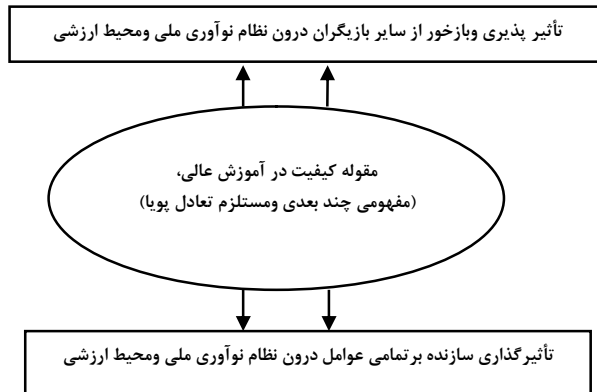 تأثیر پذیری وبازخور از سایر بازیگران درون نظام نوآوری ملی ومحیط ارزشی
مقوله کیفیت در آموزش عالی،
(مفهومی چند بعدی ومستلزم تعادل پویا)
تأثیرگذاری سازنده برتمامی عوامل درون نظام نوآوری ملی ومحیط ارزشی